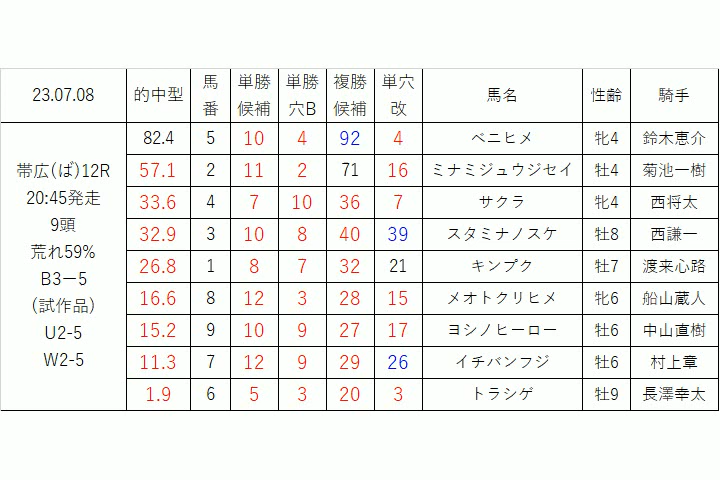 23.07.08 的中型 馬番 単勝候補 単勝穴B 複勝候補 単穴改 馬名 性齢 騎手
帯広(ば)12R
20:45発走
9頭
荒れ59%
B3ー5
(試作品)
U2-5
W2-5
82.4 5 10 4 92 4 ベニヒメ 牝4 鈴木恵介
57.1 2 11 2 71 16 ミナミジュウジセイ 牡4 菊池一樹
33.6 4 7 10 36 7 サクラ 牝4 西将太
32.9 3 10 8 40 39 スタミナノスケ 牡8 西謙一
26.8 1 8 7 32 21 キンプク 牡7 渡来心路
16.6 8 12 3 28 15 メオトクリヒメ 牝6 船山蔵人
15.2 9 10 9 27 17 ヨシノヒーロー 牡6 中山直樹
11.3 7 12 9 29 26 イチバンフジ 牡6 村上章
1.9 6 5 3 20 3 トラシゲ 牡9 長澤幸太